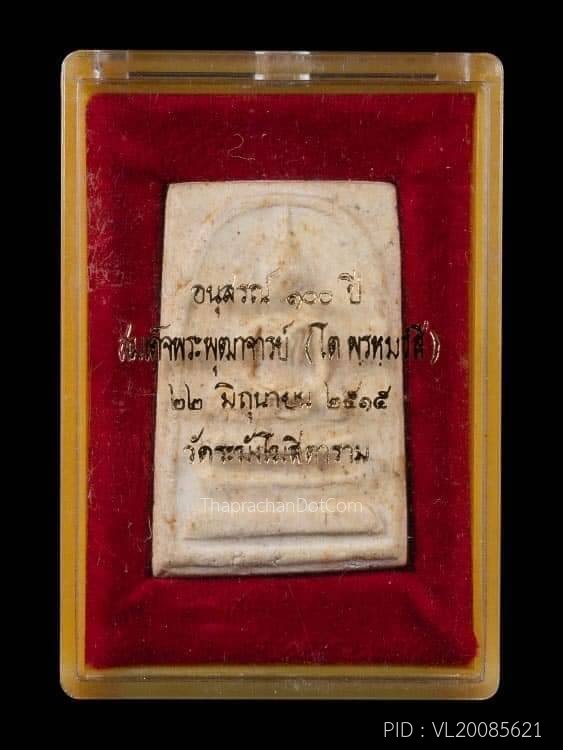 อนุสรณ์ ๑๐๐ ปี
สมเด็จพระพุฒาจารย์ (โต พฺรหฺมรํสี)
๒๒ มิถุนายน ๒๕๑๕
วัดระฆังโฆสิตาราม
ThaprachanDotCom
PID : VL20085621